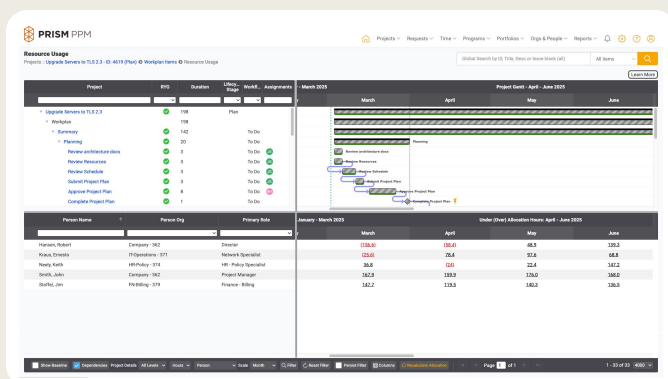 PRISM PPM
Projects Requests Time Programs Portfolios Orgs & People Reports
Resource Usage
Projects : Upgrade Servers to TLS 2.3 - ID: 4619 (Plan) Workplan Items Resource Usage
Global Search by ID, Title, Desc, or leave blank (all) All Items
Learn More
Project RYG Duration Lifecy... Stage Workfl... Assignments - March 2025 Project Gantt - April - June 2025
March April May June
Upgrade Servers to TLS 2.3 198 Plan
Workplan 198
Summary 142 To Do
Planning 20 To Do Planning
Review architecture docs 3 To Do Review architecture docs
Review Resources 3 To Do Review Resources
Review Schedule 3 To Do Review Schedule
Submit Project Plan 3 To Do Submit Project Plan
Approve Project Plan 8 To Do Approve Project Plan
Complete Project Plan 1 To Do Complete Project Plan
Person Name Person Org Primary Role January - March 2025 Under (Over) Allocation Hours: April - June 2025
March April May June
Hansen, Robert Company - 362 Director (156.6) (58.4) 48.9 139.3
Kraus, Ernesto IT-Operations - 371 Network Specialist (25.6) 78.4 97.6 68.8
Neely, Keith HR-Policy - 374 HR - Policy Specialist 36.8 (24) 22.4 147.2
Smith, John Company - 362 Project Manager 167.9 159.9 176.0 168.0
Stoffel, Jim FN-Billing - 379 Finance - Billing 147.7 119.5 140.3 136.5
Show Baseline Dependencies Project Details All Levels Hours Person Scale Month Filter Reset Filter Persist Filter Columns Recalculate Allocation Page 1 of 1 1 - 33 of 33 4000